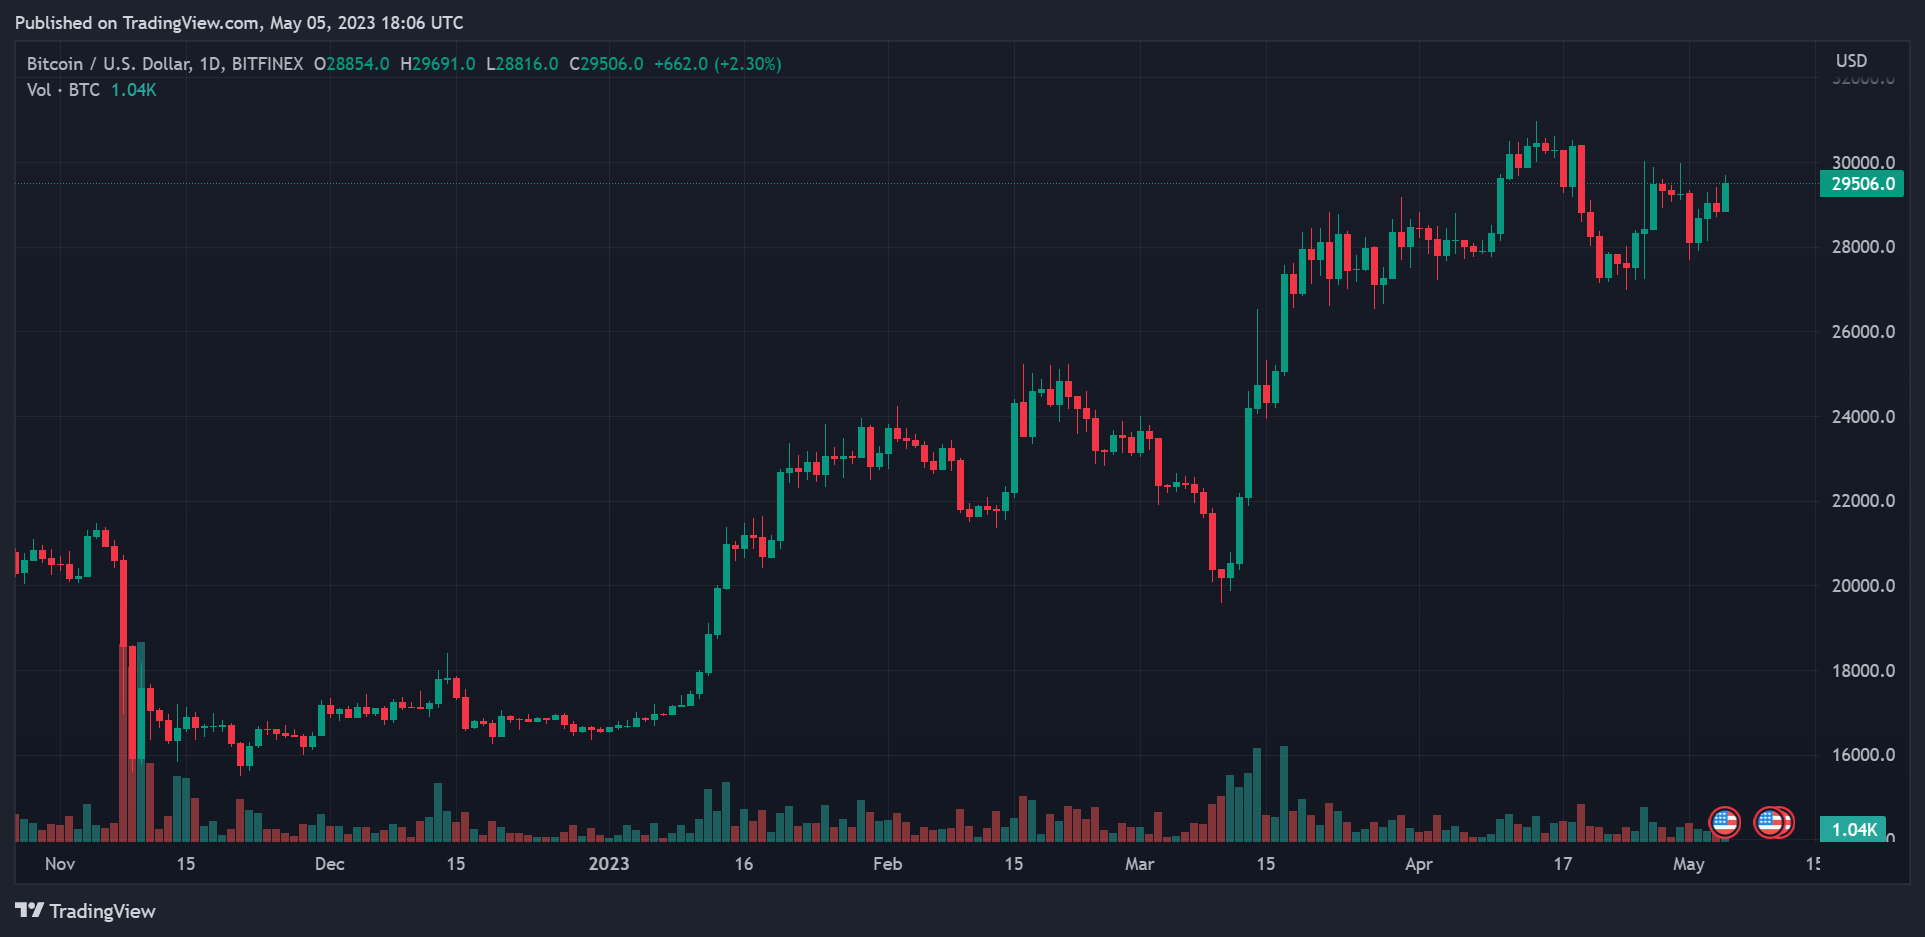 Published on TradingView.com, May 05, 2023 18:06 UTC
Bitcoin / U.S. Dollar, 1D, BITFINEX O28854.0 H29691.0 L28816.0 C29506.0 +662.0 (+2.30%)
Vol · BTC 1.04K
USD
32000.0
30000.0
29506.0
28000.0
26000.0
24000.0
22000.0
20000.0
18000.0
16000.0
1.04K
Nov 15 Dec 15 2023 16 Feb 15 Mar 15 Apr 17 May 15
TradingView